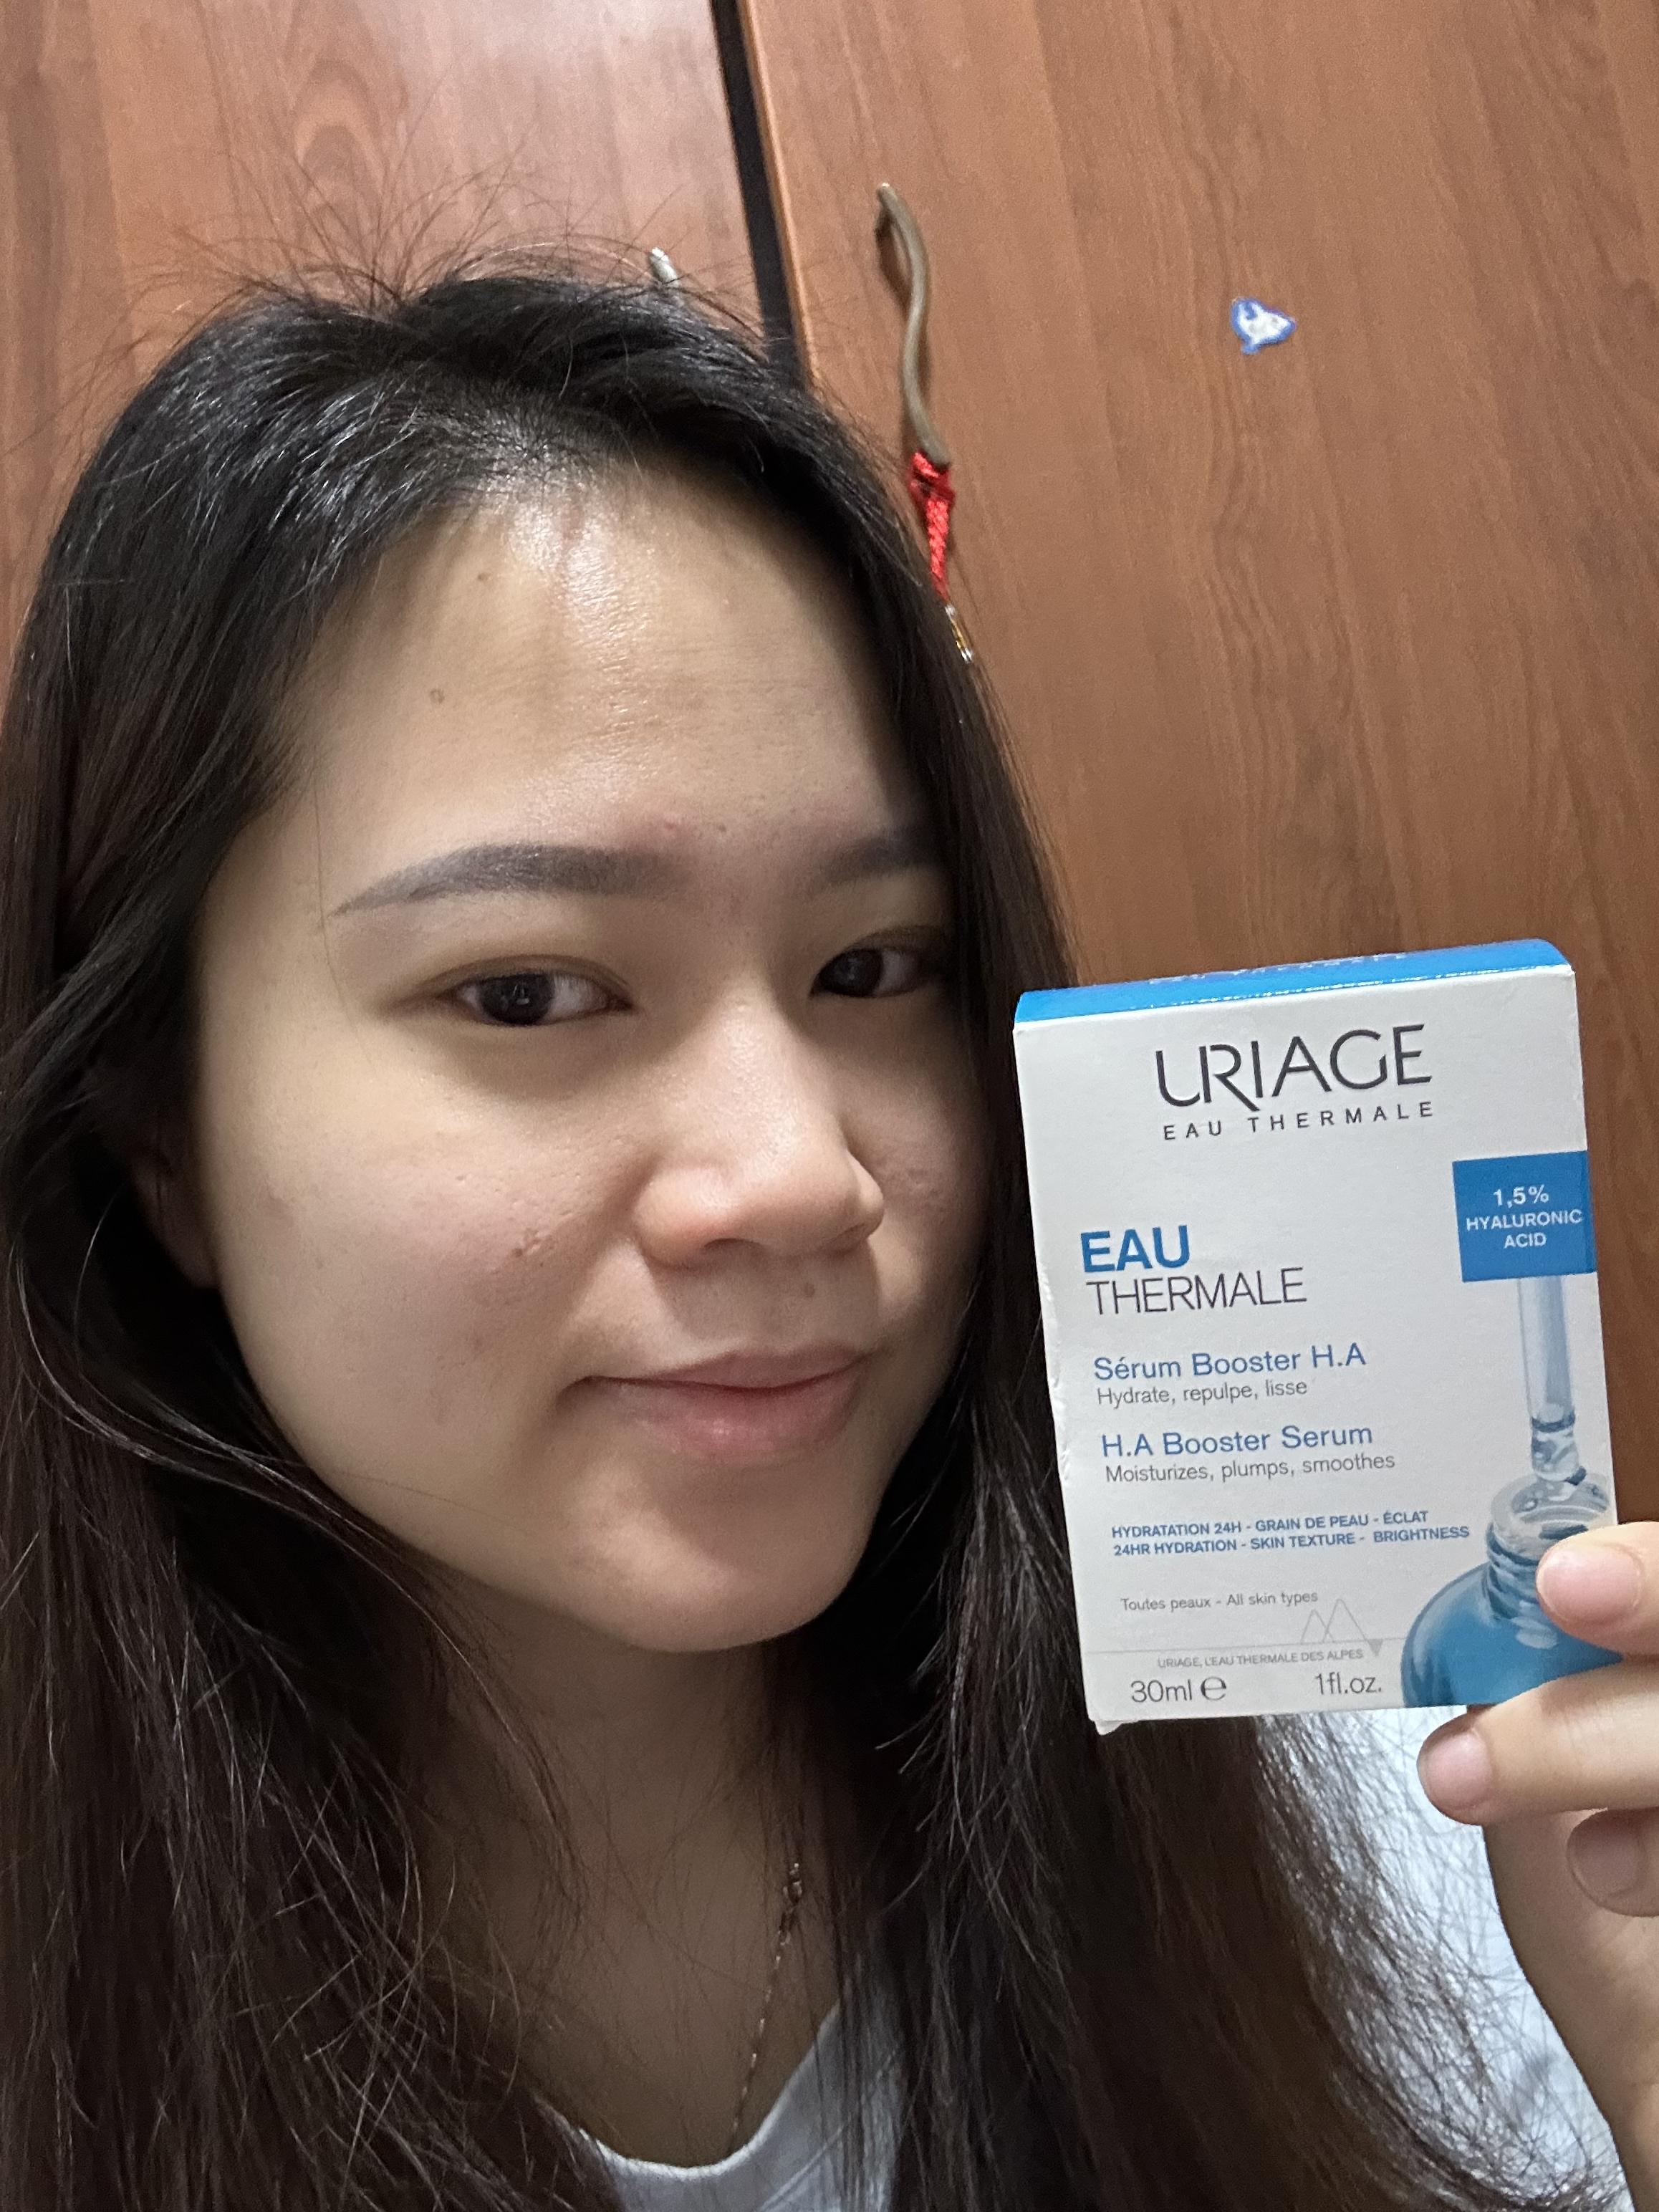 URIAGE
EAU THERMALE
1,5%
HYALURONIC
ACID
EAU
THERMALE
Sérum Booster H.A
Hydrate, repulpe, lisse
H.A Booster Serum
Moisturizes, plumps, smoothes
HYDRATATION 24H - GRAIN DE PEAU - ÉCLAT
24HR HYDRATION - SKIN TEXTURE - BRIGHTNESS
Toutes peaux - All skin types
URIAGE, L'EAU THERMALE DES ALPES
30ml e 1fl.oz.